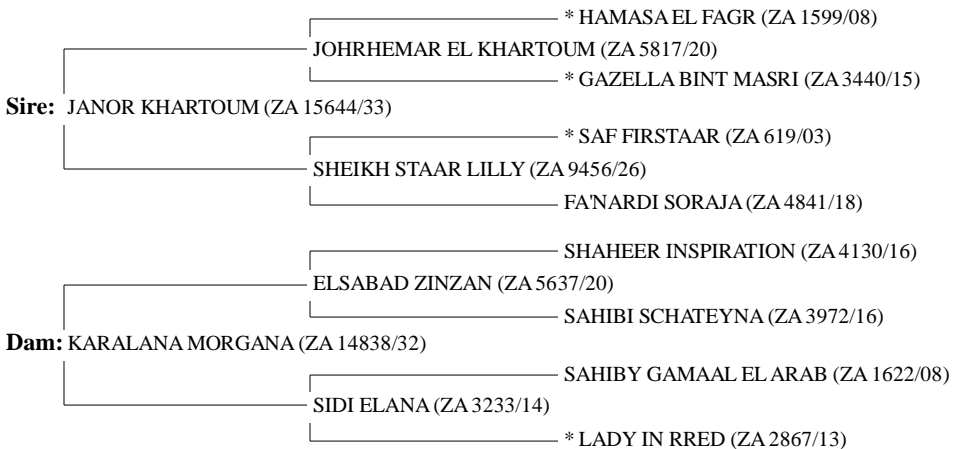 * HAMASA EL FAGR (ZA 1599/08)
JOHRHEMAR EL KHARTOUM (ZA 5817/20)
* GAZELLA BINT MASRI (ZA 3440/15)
Sire: JANOR KHARTOUM (ZA 15644/33)
* SAF FIRSTAAR (ZA 619/03)
SHEIKH STAAR LILLY (ZA 9456/26)
FA'NARDI SORAJA (ZA 4841/18)
SHAHEER INSPIRATION (ZA 4130/16)
ELSABAD ZINZAN (ZA 5637/20)
SAHIBI SCHATEYNA (ZA 3972/16)
Dam: KARALANA MORGANA (ZA 14838/32)
SAHIBY GAMAAL EL ARAB (ZA 1622/08)
SIDI ELANA (ZA 3233/14)
* LADY IN RRED (ZA 2867/13)